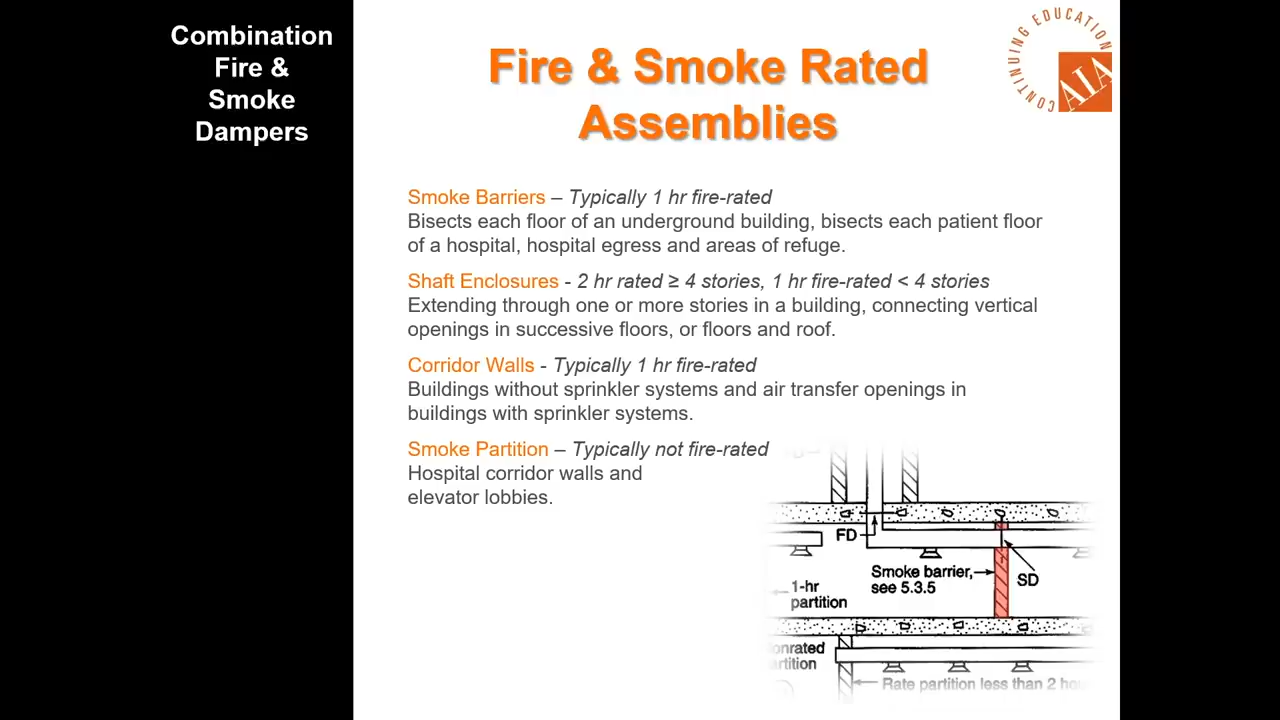 Combination
Fire &
Smoke
Dampers
Fire & Smoke Rated
Assemblies
CONTINUING EDUCATION
AIA
Smoke Barriers – Typically 1 hr fire-rated
Bisects each floor of an underground building, bisects each patient floor
of a hospital, hospital egress and areas of refuge.
Shaft Enclosures - 2 hr rated ≥ 4 stories, 1 hr fire-rated < 4 stories
Extending through one or more stories in a building, connecting vertical
openings in successive floors, or floors and roof.
Corridor Walls - Typically 1 hr fire-rated
Buildings without sprinkler systems and air transfer openings in
buildings with sprinkler systems.
Smoke Partition – Typically not fire-rated
Hospital corridor walls and
elevator lobbies.
FD
Smoke barrier,
see 5.3.5
SD
1-hr
partition
onrated
artition
Rate partition less than 2 hou